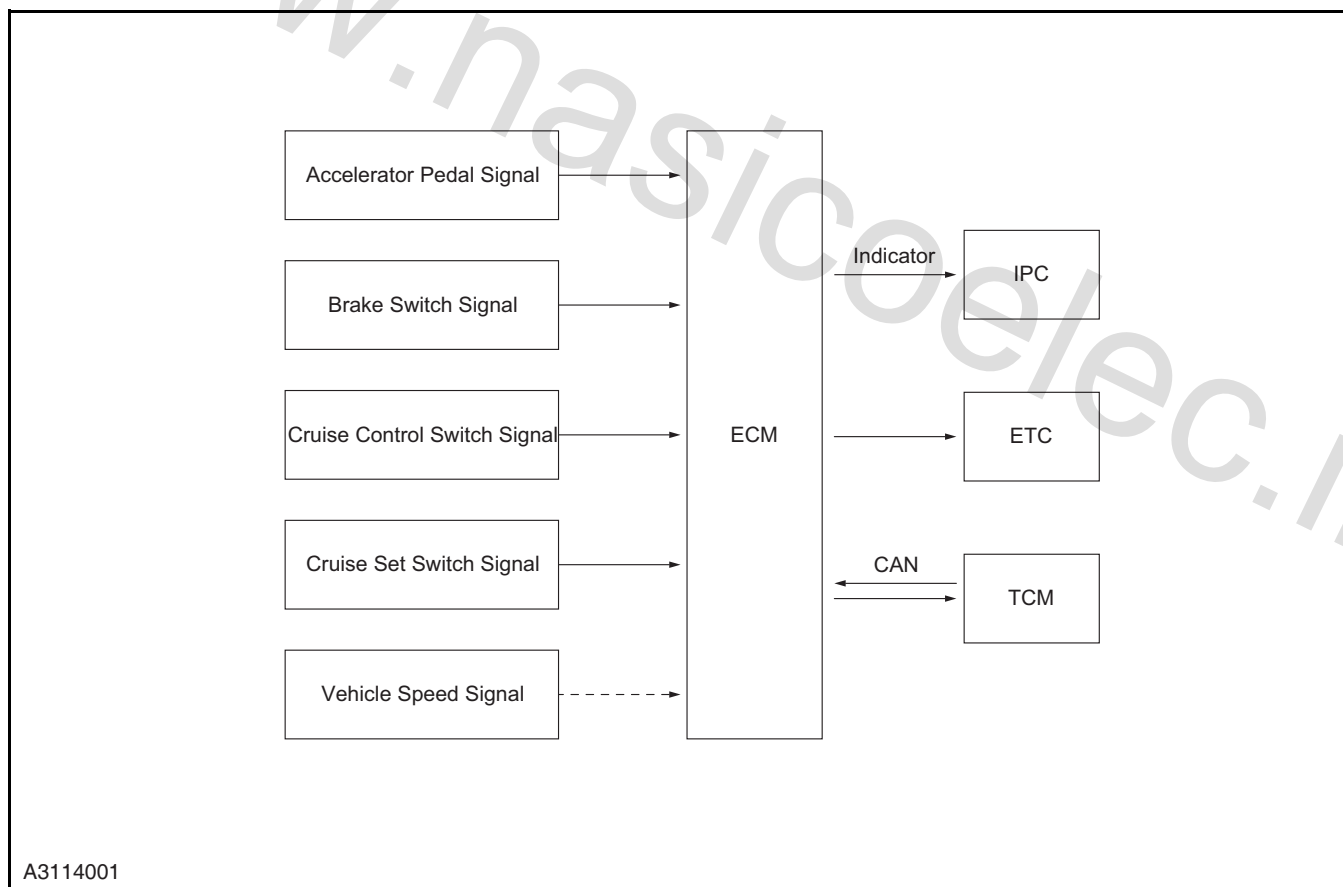 w.nasicoelec.
Accelerator Pedal Signal
Brake Switch Signal
Cruise Control Switch Signal
Cruise Set Switch Signal
Vehicle Speed Signal
ECM
Indicator
IPC
ETC
CAN
TCM
A3114001